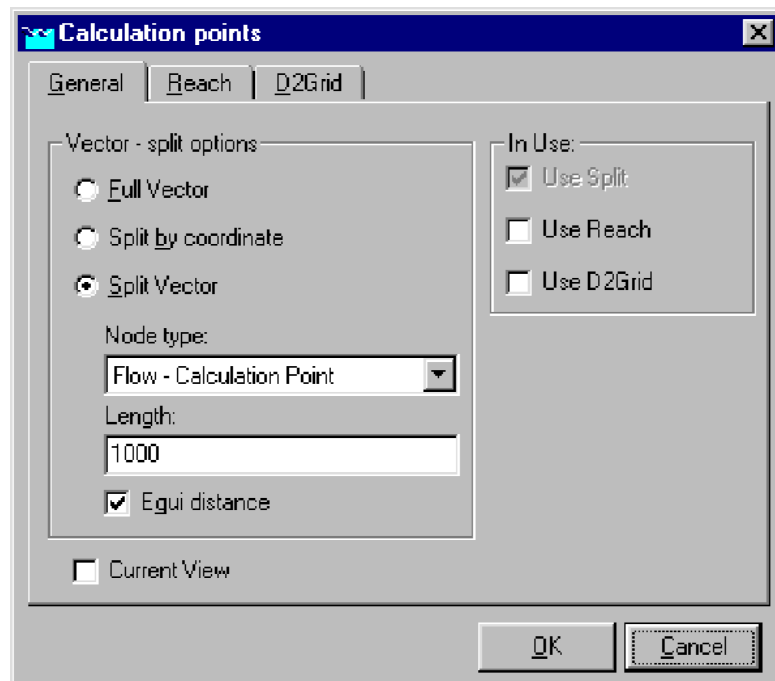 Calculation points
General Reach D2Grid
Vector - split options
Full Vector
Split by coordinate
Split Vector
Node type:
Flow - Calculation Point
Length:
1000
Equi distance
Current View
In Use:
Use Split
Use Reach
Use D2Grid
OK Cancel